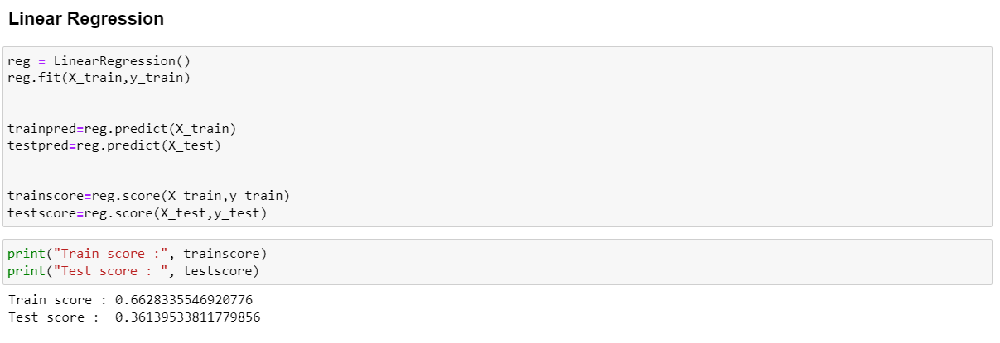 Linear Regression
reg = LinearRegression()
reg.fit(X_train,y_train)
trainpred=reg.predict(X_train)
testpred=reg.predict(X_test)
trainscore=reg.score(X_train,y_train)
testscore=reg.score(X_test,y_test)
print("Train score :", trainscore)
print("Test score : ", testscore)
Train score : 0.6628335546920776
Test score :  0.36139533811779856